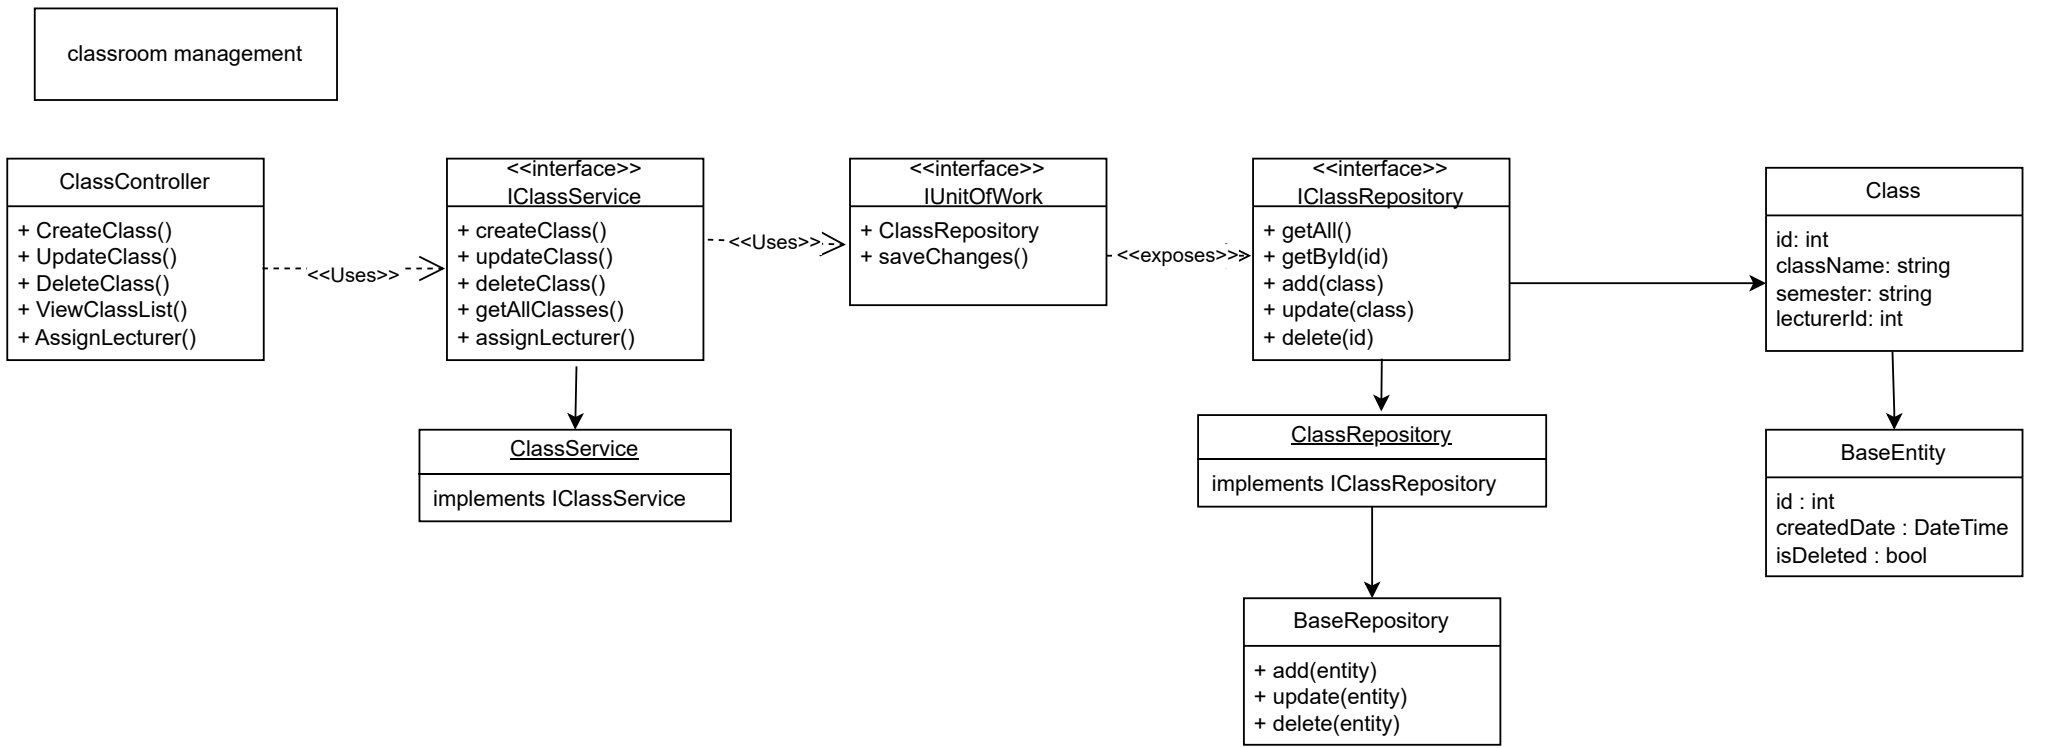 classroom management
ClassController
+ CreateClass()
+ UpdateClass()
+ DeleteClass()
+ ViewClassList()
+ AssignLecturer()
<<Uses>>
<<interface>>
IClassService
+ createClass()
+ updateClass()
+ deleteClass()
+ getAllClasses()
+ assignLecturer()
<<Uses>>
<<interface>>
IUnitOfWork
+ ClassRepository
+ saveChanges()
<<exposes>>
<<interface>>
IClassRepository
+ getAll()
+ getById(id)
+ add(class)
+ update(class)
+ delete(id)
Class
id: int
className: string
semester: string
lecturerId: int
ClassService
implements IClassService
ClassRepository
implements IClassRepository
BaseEntity
id : int
createdDate : DateTime
isDeleted : bool
BaseRepository
+ add(entity)
+ update(entity)
+ delete(entity)